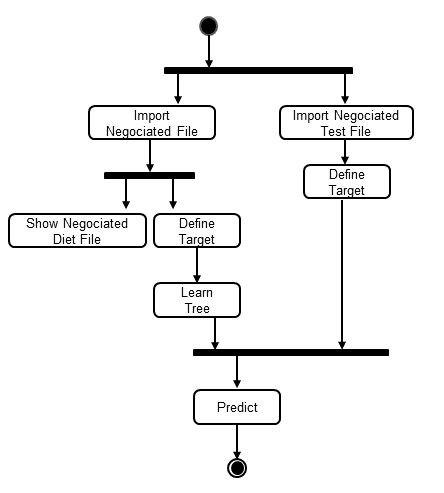 Import
Negociated File
Import Negociated
Test File
Define
Target
Show Negociated
Diet File
Define
Target
Learn
Tree
Predict